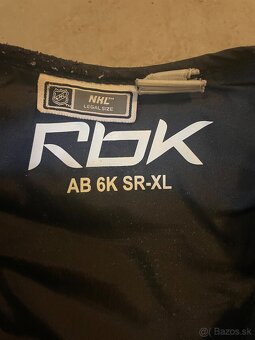 NHL
LEGAL SIZE
RbK
AB 6K SR-XL
Bazos.sk